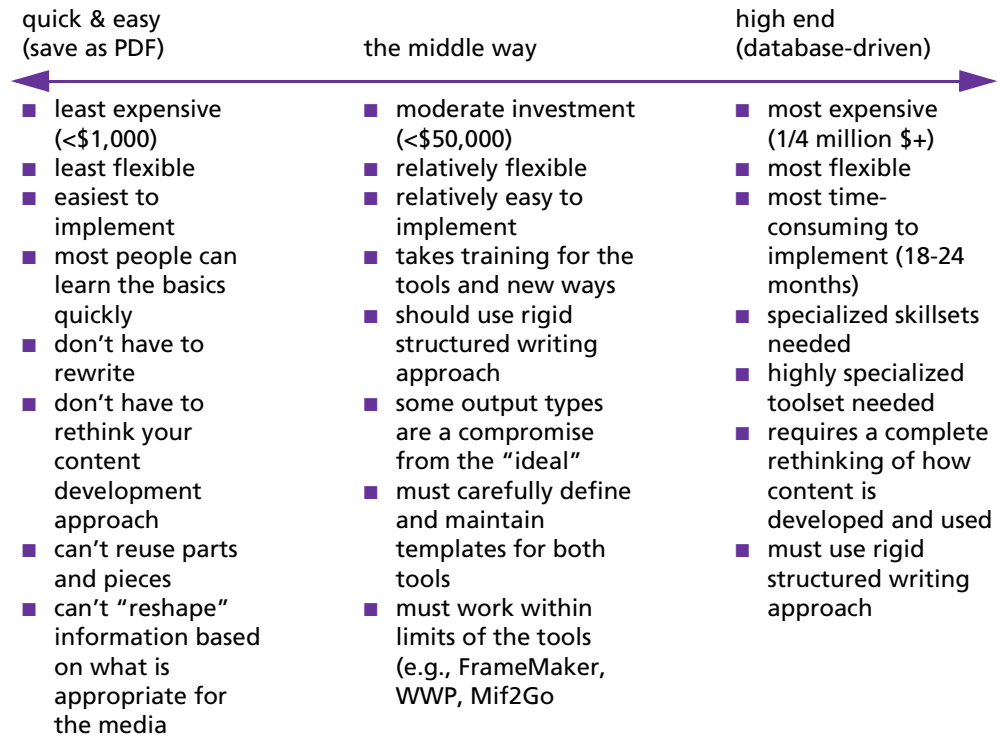 quick & easy
(save as PDF)
the middle way
high end
(database-driven)
■ least expensive
(<$1,000)
■ least flexible
■ easiest to
implement
■ most people can
learn the basics
quickly
■ don’t have to
rewrite
■ don’t have to
rethink your
content
development
approach
■ can’t reuse parts
and pieces
■ can’t “reshape”
information based
on what is
appropriate for
the media
■ moderate investment
(<$50,000)
■ relatively flexible
■ relatively easy to
implement
■ takes training for the
tools and new ways
■ should use rigid
structured writing
approach
■ some output types
are a compromise
from the “ideal”
■ must carefully define
and maintain
templates for both
tools
■ must work within
limits of the tools
(e.g., FrameMaker,
WWP, Mif2Go
■ most expensive
(1/4 million $+)
■ most flexible
■ most time-
consuming to
implement (18-24
months)
■ specialized skillsets
needed
■ highly specialized
toolset needed
■ requires a complete
rethinking of how
content is
developed and used
■ must use rigid
structured writing
approach